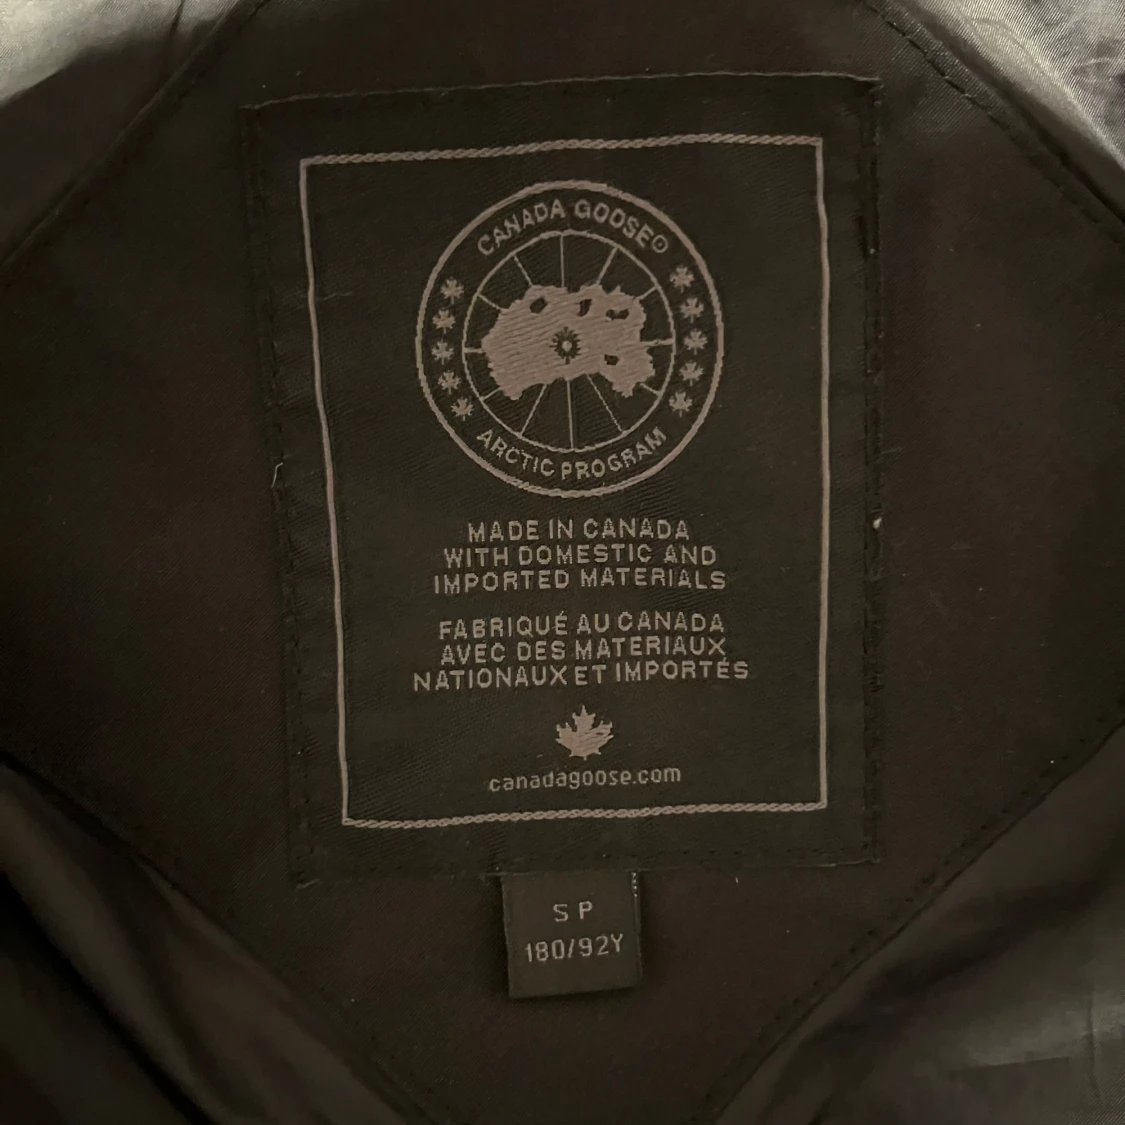 CANADA GOOSE®
ARCTIC PROGRAM
MADE IN CANADA
WITH DOMESTIC AND
IMPORTED MATERIALS
FABRIQUÉ AU CANADA
AVEC DES MATERIAUX
NATIONAUX ET IMPORTÉS
canadagoose.com
S P
180/92Y